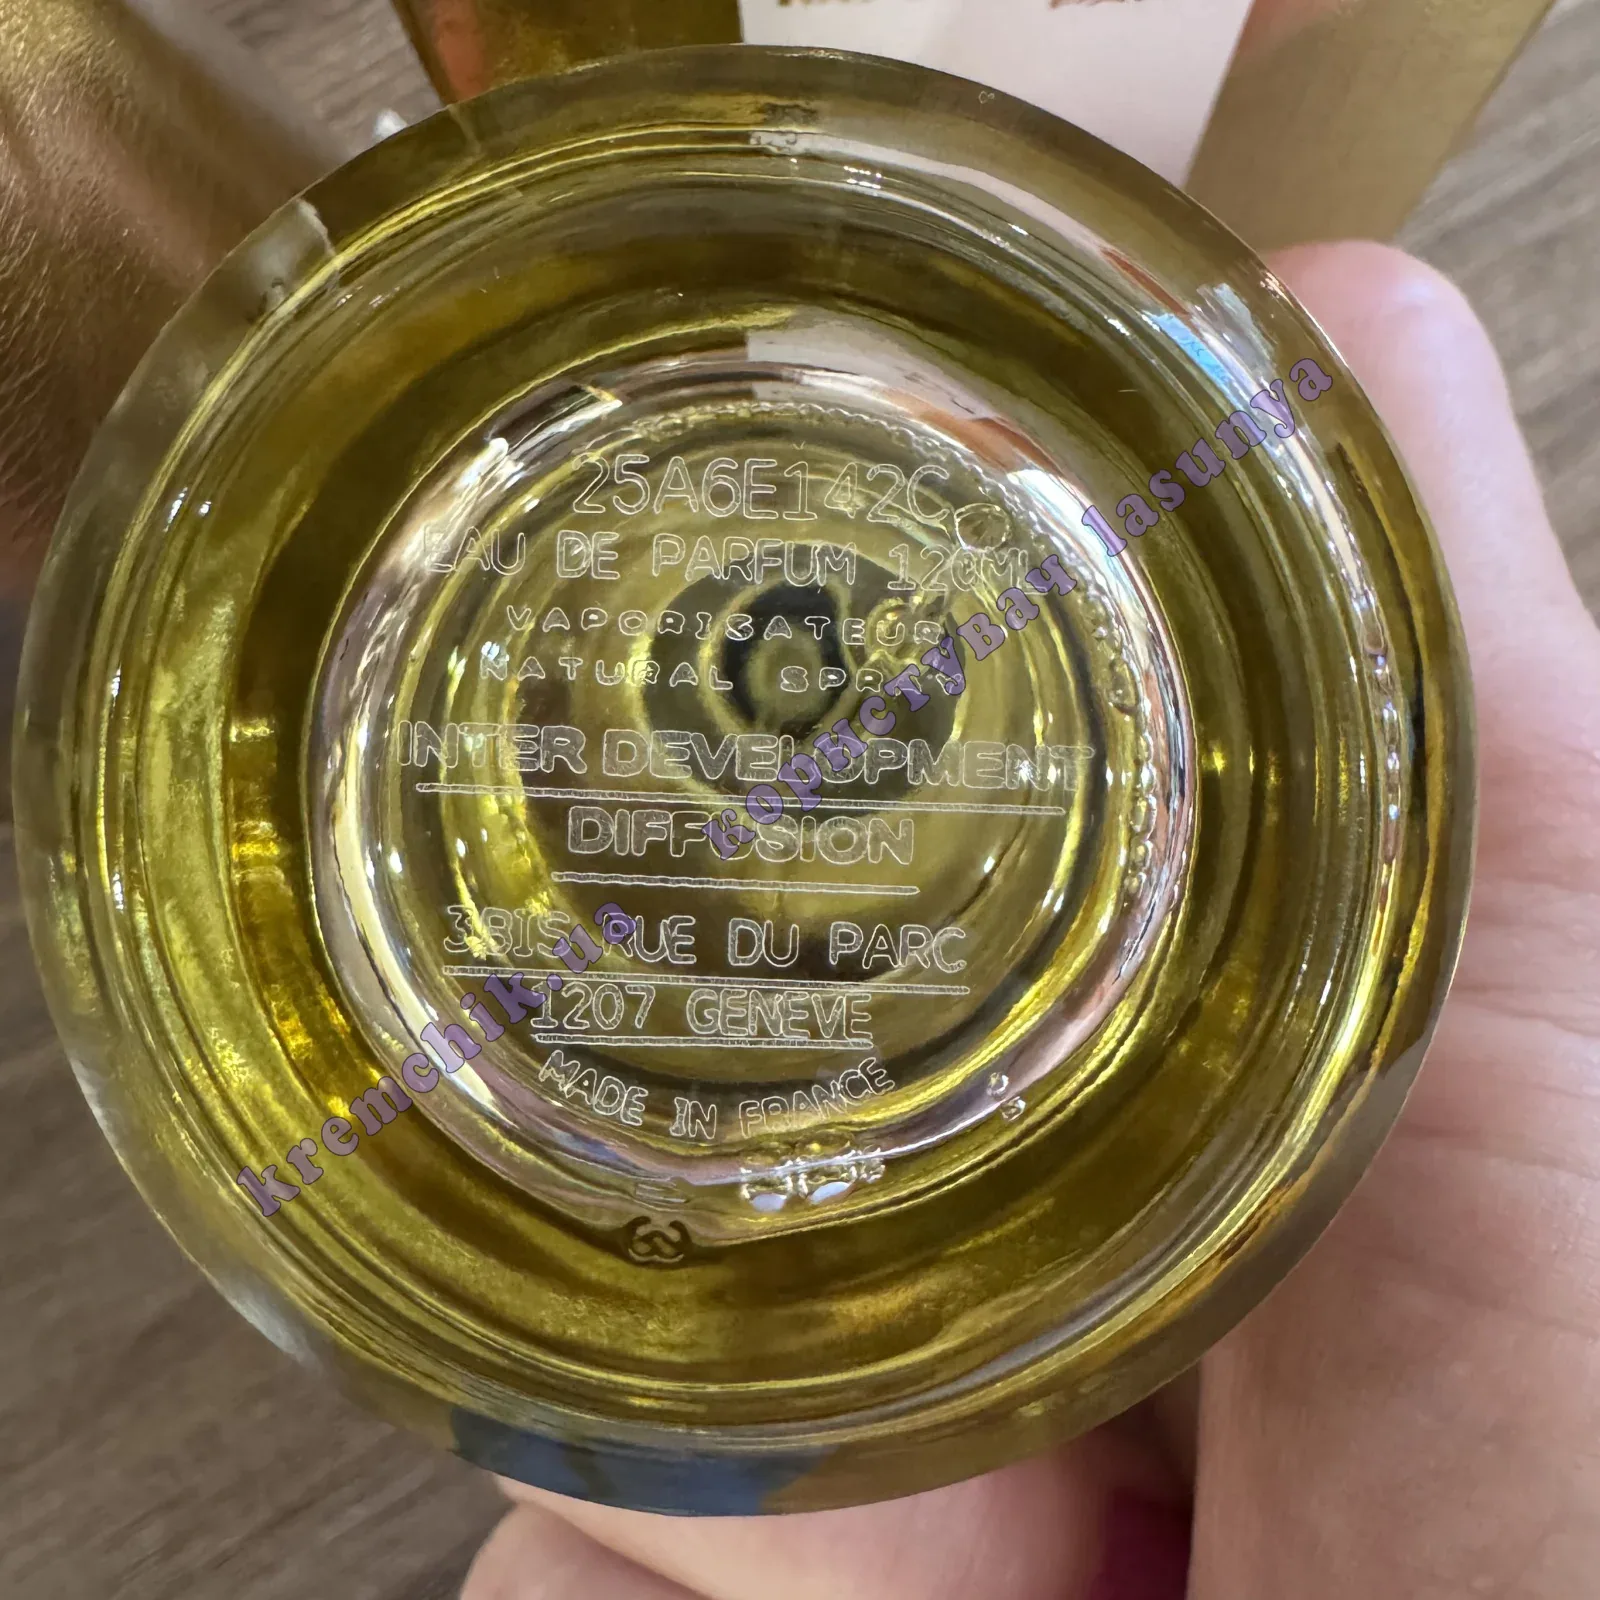 25A6E142C
EAU DE PARFUM 120ML
VAPORISATEUR
NATURAL SPRAY
INTER DEVELOPMENT
DIFFUSION
3BIS RUE DU PARC
1207 GENEVE
MADE IN FRANCE
kremchik.ua користувач lasunya